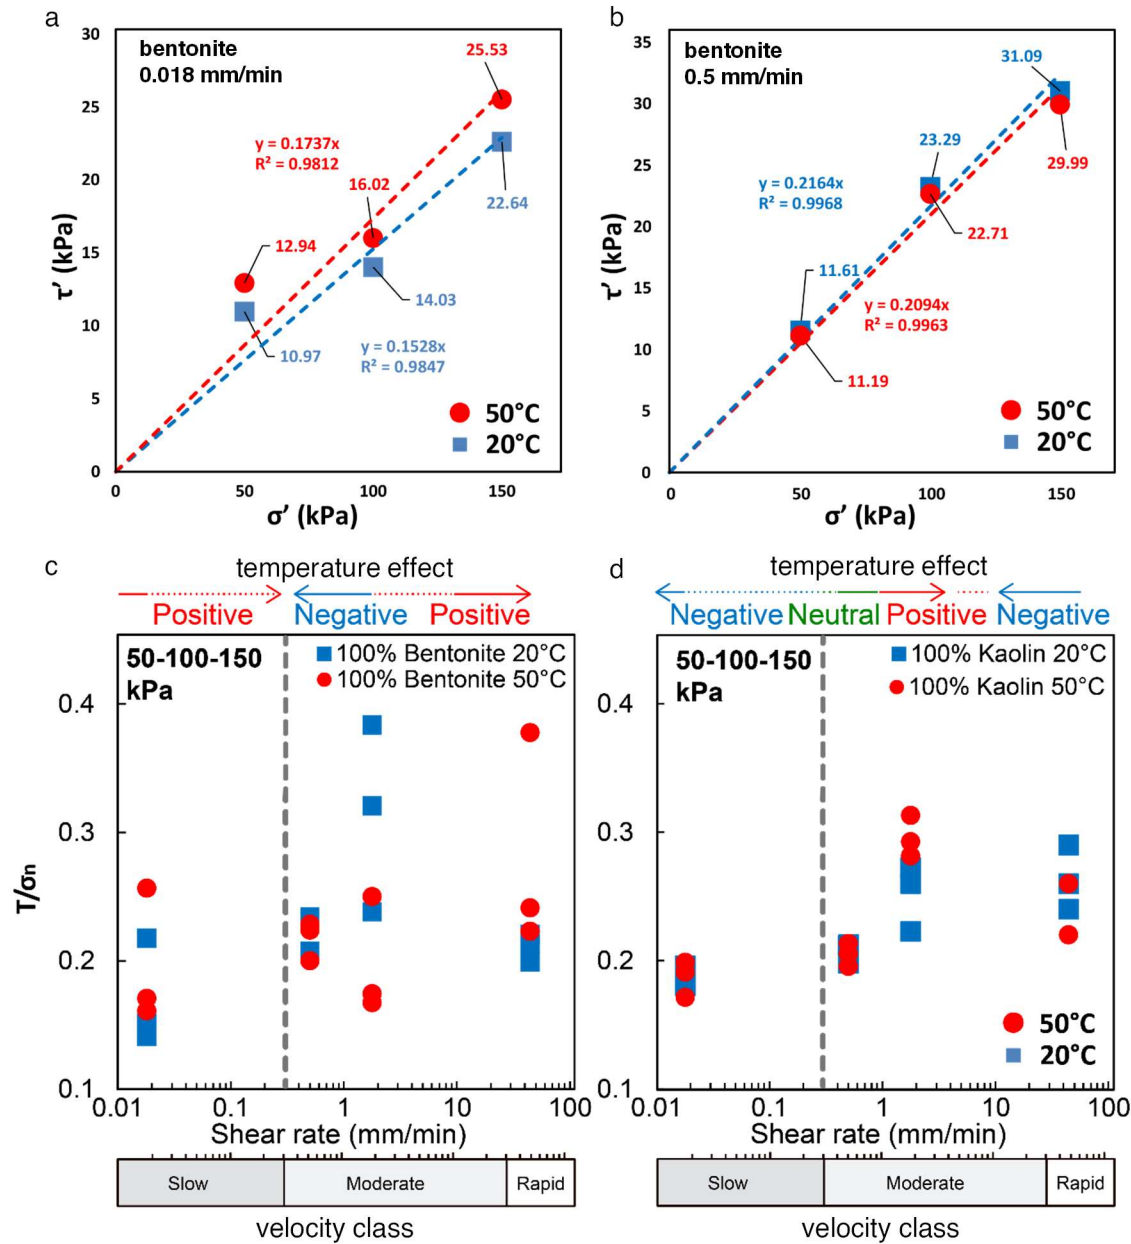 a
bentonite
0.018 mm/min
30
25
20
15
10
5
0
τ’ (kPa)
25.53
y = 0.1737x
R² = 0.9812
16.02
12.94
22.64
14.03
10.97
y = 0.1528x
R² = 0.9847
50°C
20°C
0
50
100
150
σ’ (kPa)
b
bentonite
0.5 mm/min
35
30
25
20
15
10
5
0
τ’ (kPa)
31.09
23.29
29.99
y = 0.2164x
R² = 0.9968
22.71
11.61
y = 0.2094x
R² = 0.9963
11.19
50°C
20°C
0
50
100
150
σ’ (kPa)
c
temperature effect
Positive
Negative
Positive
50-100-150
kPa
100% Bentonite 20°C
100% Bentonite 50°C
0.4
0.3
0.2
0.1
T/σn
0.01
0.1
1
10
100
Shear rate (mm/min)
Slow
Moderate
Rapid
velocity class
d
temperature effect
Negative
Neutral
Positive
Negative
50-100-150
kPa
100% Kaolin 20°C
100% Kaolin 50°C
0.4
0.3
0.2
0.1
50°C
20°C
0.01
0.1
1
10
100
Shear rate (mm/min)
Slow
Moderate
Rapid
velocity class